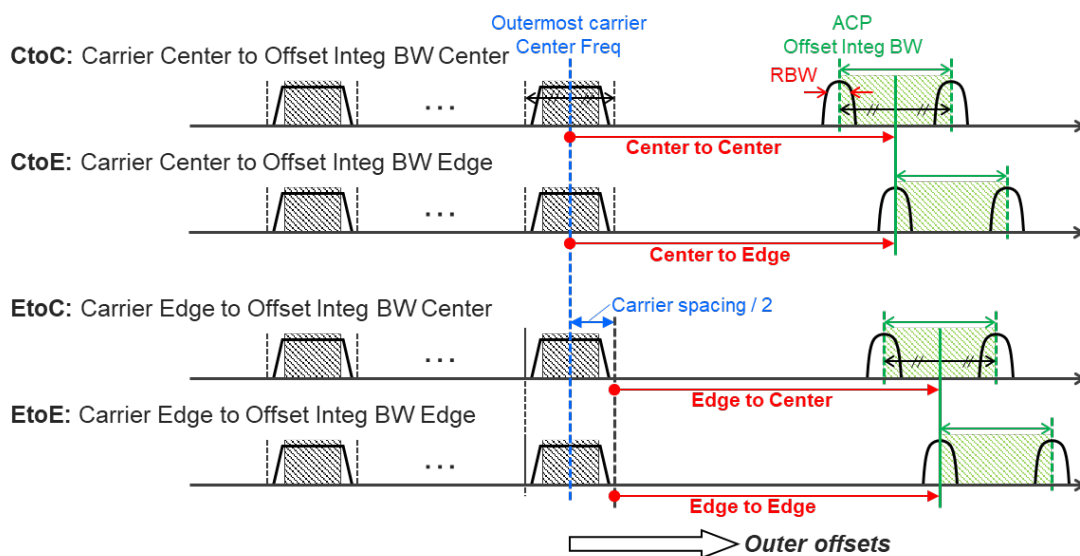 Outermost carrier
Center Freq
ACP
Offset Integ BW
CtoC: Carrier Center to Offset Integ BW Center
RBW
...
Center to Center
CtoE: Carrier Center to Offset Integ BW Edge
...
Center to Edge
EtoC: Carrier Edge to Offset Integ BW Center
Carrier spacing / 2
...
Edge to Center
EtoE: Carrier Edge to Offset Integ BW Edge
...
Edge to Edge
Outer offsets